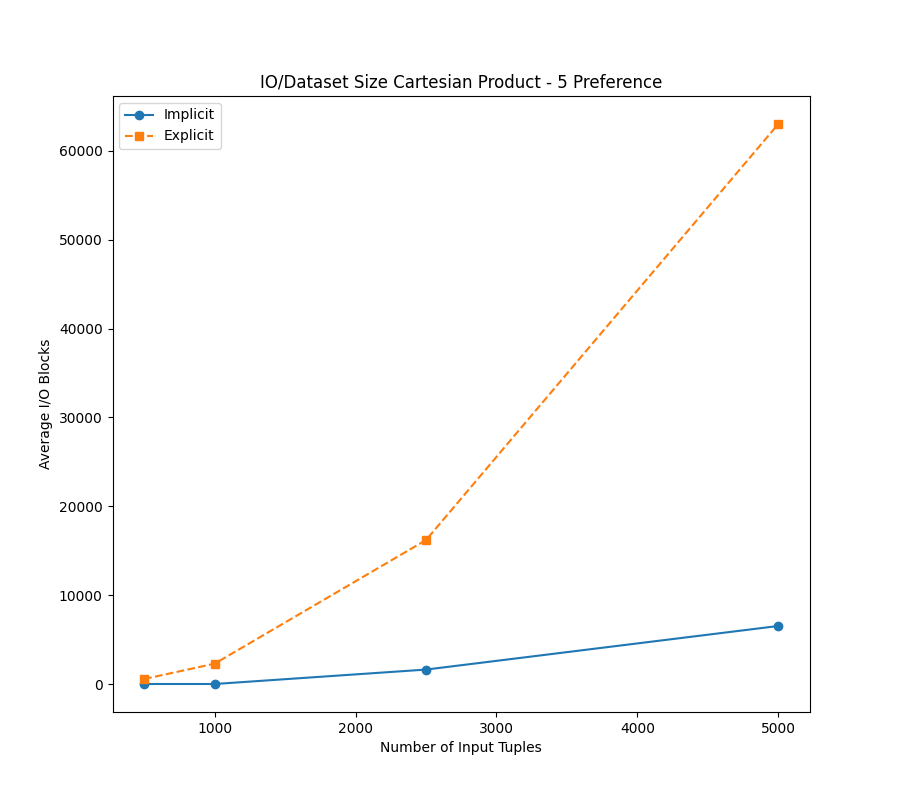 IO/Dataset Size Cartesian Product - 5 Preference
Implicit
Explicit
60000
50000
40000
30000
20000
10000
0
Average I/O Blocks
1000
2000
3000
4000
5000
Number of Input Tuples